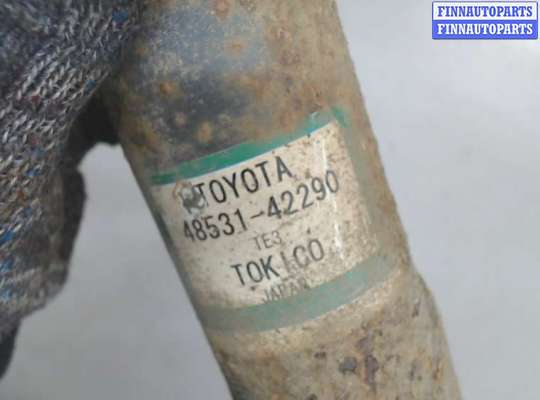 FINNAUTOPARTS
FINNAUTOPARTS
TOYOTA
48531-42290
TE3
TOKICO
JAPAN